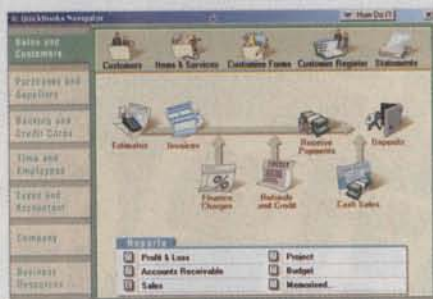 QuickBooks Navigator
How Do I?
Sales and
Customers
Customers
Items & Services
Customer Forms
Customer Register
Statements
Purchases and
Suppliers
Banking and
Credit Cards
Time and
Employees
Taxes and
Accountant
Company
Business
Resources
Estimates
Invoices
Receive
Payments
Deposits
Finance
Charges
Refunds
and Credit
Cash Sales
Reports
Profit & Loss
Project
Accounts Receivable
Budget
Sales
Memorised...